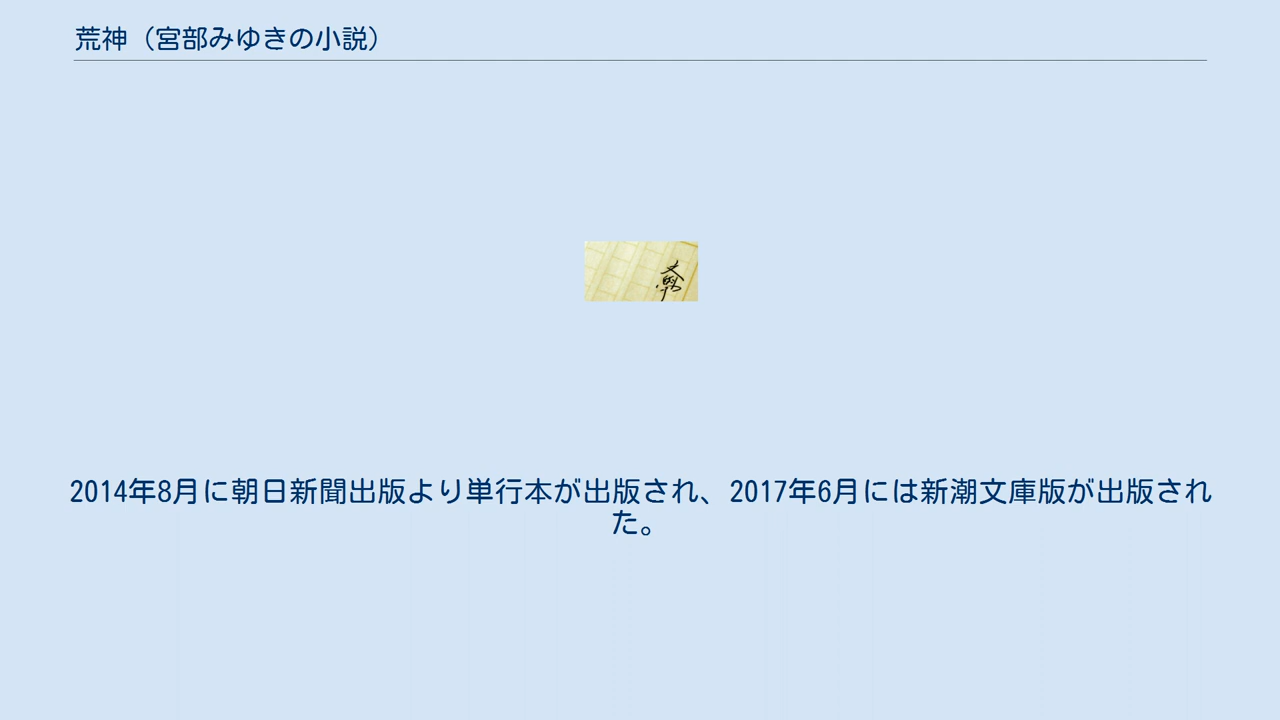 荒神（宮部みゆきの小説）
2014年8月に朝日新聞出版より単行本が出版され、2017年6月には新潮文庫版が出版され
た。